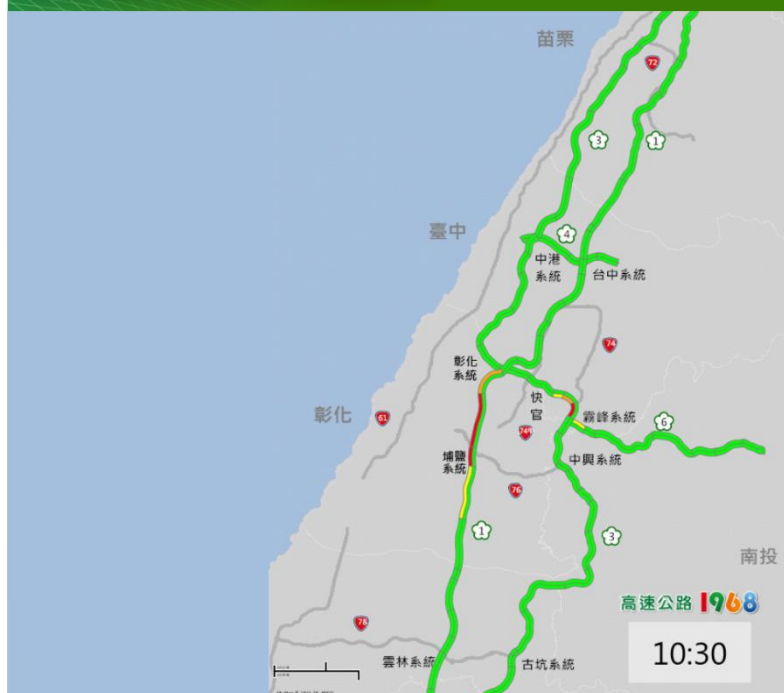 苗栗
72
3
1
臺中
4
中港
系統
台中系統
74
彰化
系統
彰化
61
快
官
霧峰系統
6
中興系統
埔鹽
系統
76
1
3
南投
高速公路 1968
78
雲林系統
古坑系統
10:30